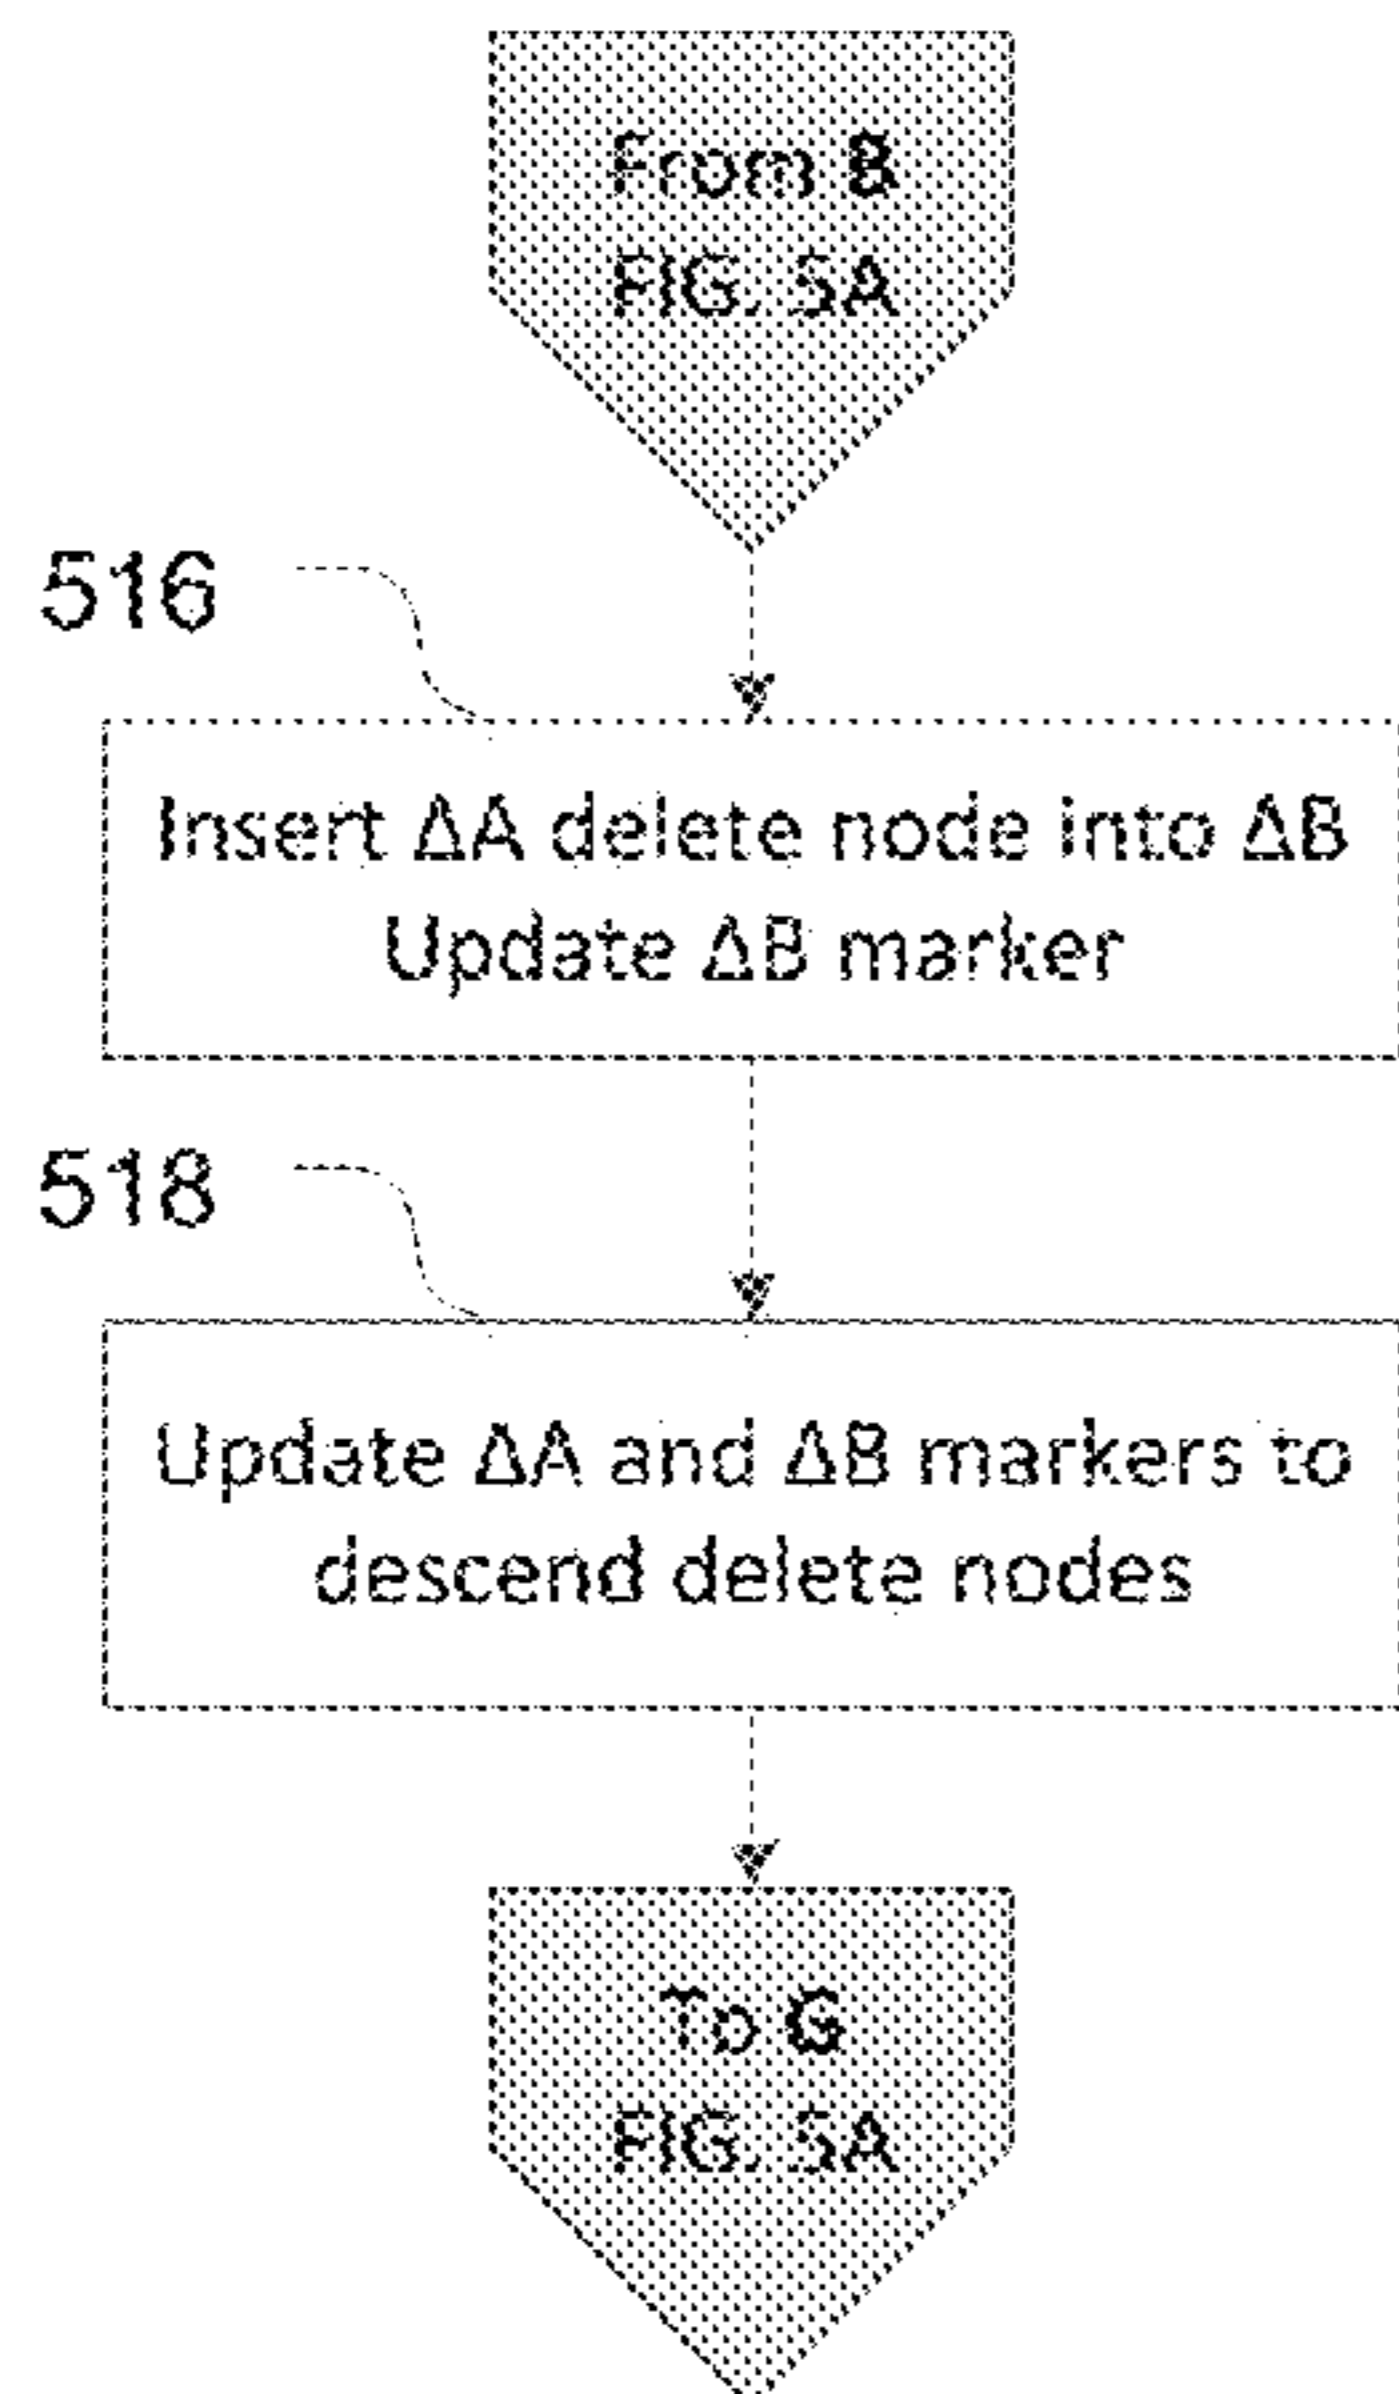 From B
FIG. 5A
516
Insert ΔA delete node into ΔB
Update ΔB marker
518
Update ΔA and ΔB markers to
descend delete nodes
To G
FIG. 5A